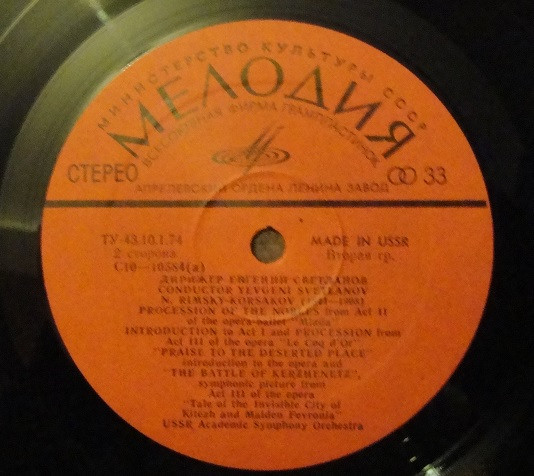 МИНИСТЕРСТВО КУЛЬТУРЫ СССР
МЕЛОДИЯ
ВСЕСОЮЗНАЯ ФИРМА ГРАМПЛАСТИНОК
СТЕРЕО
33
АПРЕЛЕВСКИЙ ОРДЕНА ЛЕНИНА ЗАВОД
ТУ-43.10.1.74
MADE IN USSR
2 сторона
Вторая гр.
С10—10584(а)
ДИРИЖЕР ЕВГЕНИЙ СВЕТЛАНОВ
CONDUCTOR YEVGENI SVETLANOV
N. RIMSKY-KORSAKOV
PROCESSION OF THE NOBLES from Act II
of the opera-ballet "Mlada"
INTRODUCTION to Act I and PROCESSION from
Act III of the opera "Le Coq d'Or"
"PRAISE TO THE DESERTED PLACE"
introduction to the opera and
THE BATTLE OF KERZHENETZ",
symphonic picture from
Act III of the opera
"Tale of the Invisible City of
Kitezh and Maiden Fevronia"
USSR Academic Symphony Orchestra